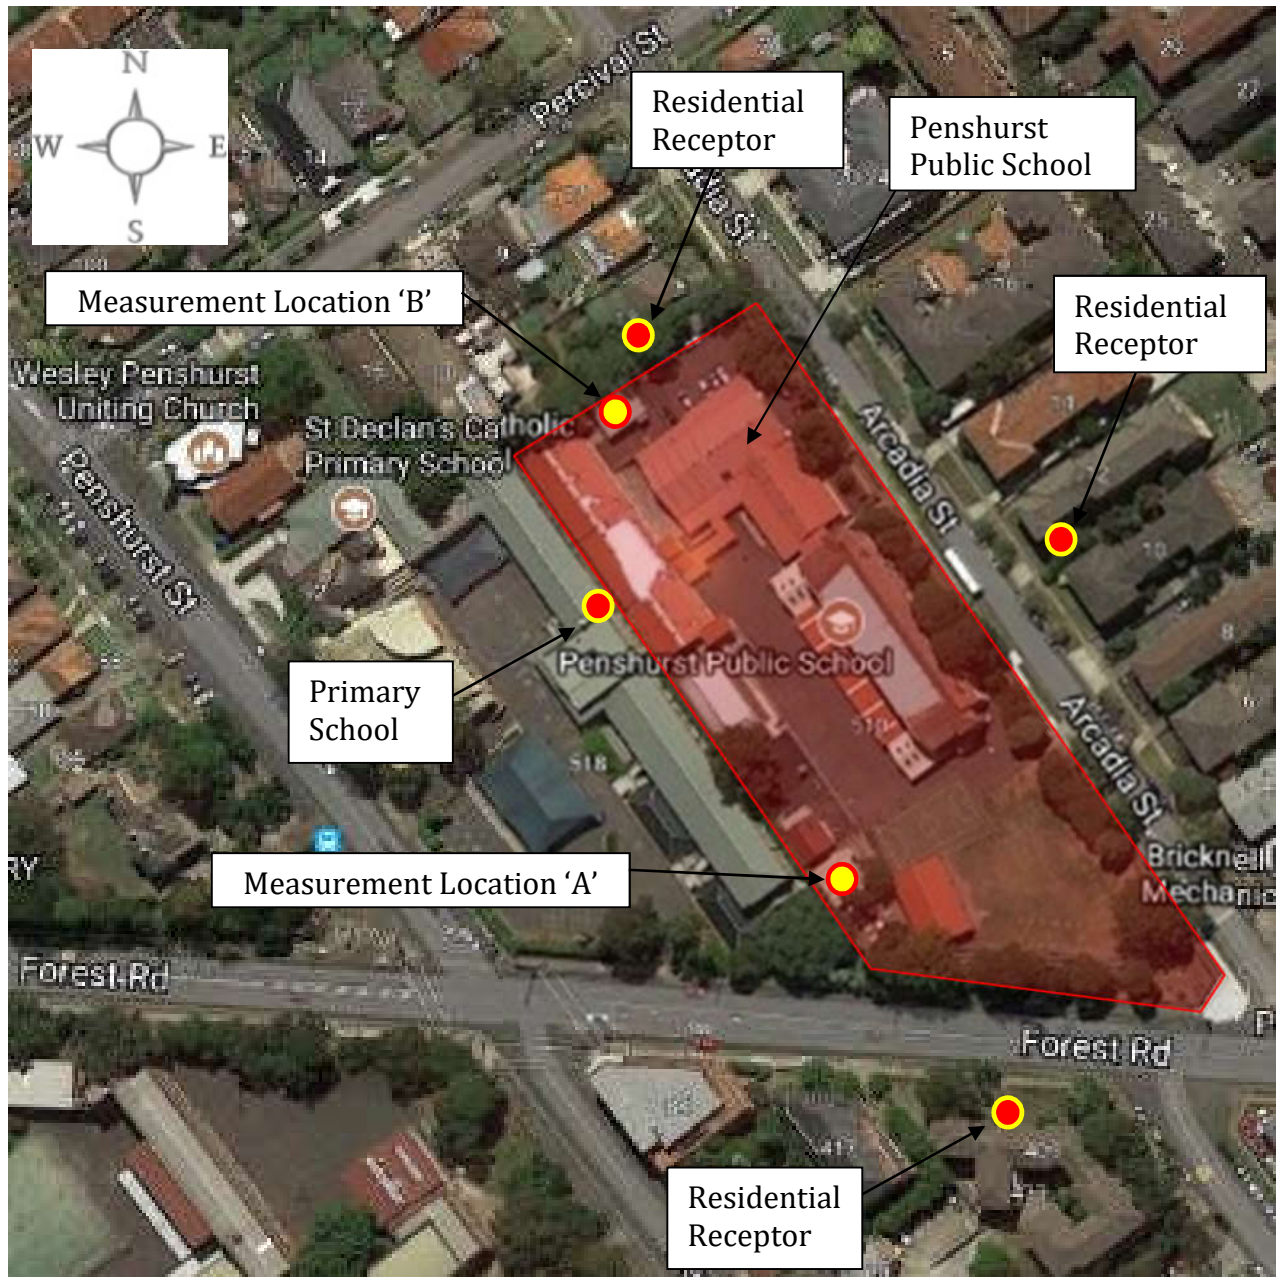 N
W E
S
Percival St
Residential
Receptor
Penshurst
Public School
Measurement Location ‘B’
Residential
Receptor
Wesley Penshurst
Uniting Church
St Declan's Catholic
Primary School
Penshurst St
Arcadia St
Primary
School
Penshurst Public School
518
510
Arcadia St
Measurement Location ‘A’
Forest Rd
Forest Rd
Residential
Receptor